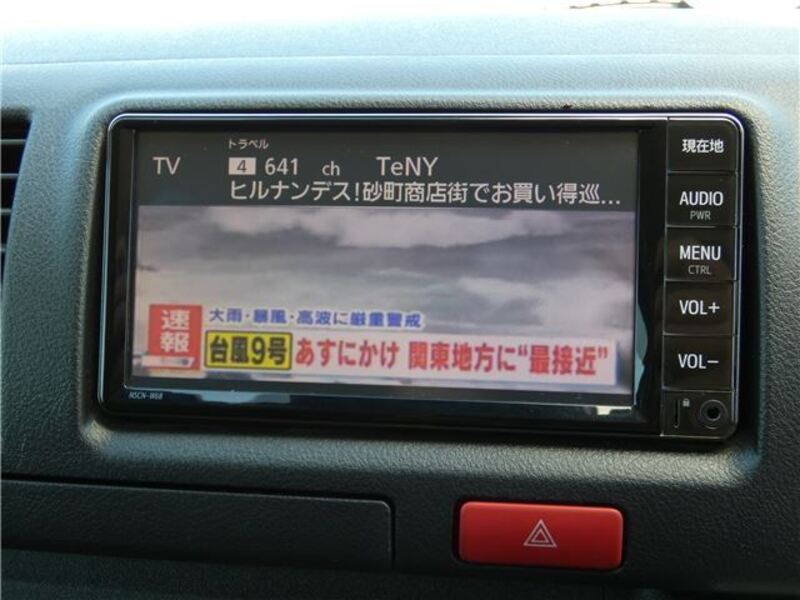 トラベル
TV 4 641 ch TeNY
ヒルナンデス!砂町商店街でお買い得巡...
速報
大雨・暴風・高波に厳重警戒
台風9号 あすにかけ 関東地方に“最接近”
NSCN-W68
現在地
AUDIO
PWR
MENU
CTRL
VOL+
VOL-